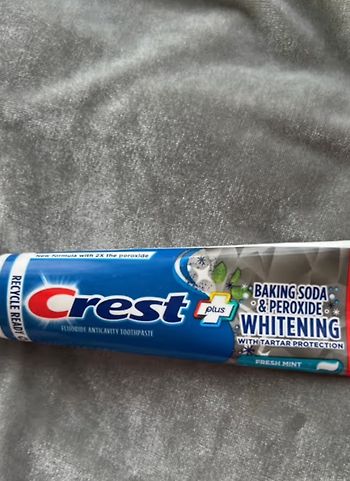 New formula with 2X the peroxide
RECYCLE READY
Crest
plus
FLUORIDE ANTICAVITY TOOTHPASTE
BAKING SODA
& PEROXIDE
WHITENING
WITH TARTAR PROTECTION
FRESH MINT